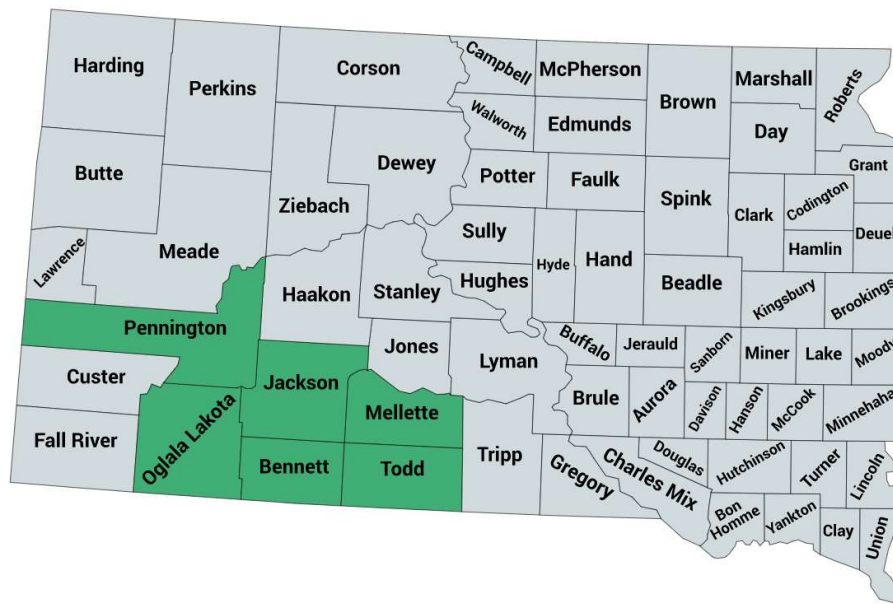 Harding
Perkins
Corson
Campbell
McPherson
Brown
Marshall
Roberts
Walworth
Edmunds
Day
Butte
Dewey
Ziebach
Potter
Faulk
Spink
Grant
Codington
Clark
Deuel
Hamlin
Lawrence
Meade
Sully
Hyde
Hand
Haakon
Stanley
Hughes
Beadle
Kingsbury
Brookings
Pennington
Jones
Lyman
Buffalo
Jerauld
Sanborn
Miner
Lake
Moody
Custer
Jackson
Mellette
Brule
Aurora
Davison
Hanson
McCook
Minnehaha
Fall River
Oglala Lakota
Bennett
Todd
Tripp
Gregory
Charles Mix
Douglas
Hutchinson
Turner
Lincoln
Bon
Homme
Yankton
Clay
Union